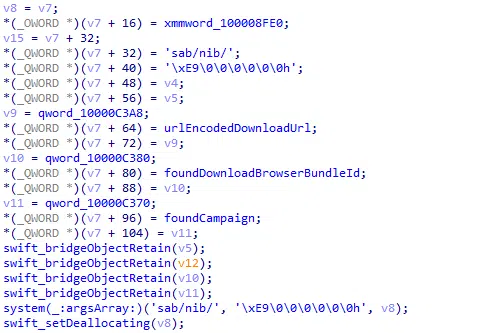 v8 = v7;
*(_OWORD *)(v7 + 16) = xmmword_100008FE0;
v15 = v7 + 32;
*(_QWORD *)(v7 + 32) = 'sab/nib/';
*(_QWORD *)(v7 + 40) = '\xE9\0\0\0\0\0\0h';
*(_QWORD *)(v7 + 48) = v4;
*(_QWORD *)(v7 + 56) = v5;
v9 = qword_10000C3A8;
*(_QWORD *)(v7 + 64) = urlEncodedDownloadUrl;
*(_QWORD *)(v7 + 72) = v9;
v10 = qword_10000C380;
*(_QWORD *)(v7 + 80) = foundDownloadBrowserBundleId;
*(_QWORD *)(v7 + 88) = v10;
v11 = qword_10000C370;
*(_QWORD *)(v7 + 96) = foundCampaign;
*(_QWORD *)(v7 + 104) = v11;
swift_bridgeObjectRetain(v5);
swift_bridgeObjectRetain(v12);
swift_bridgeObjectRetain(v10);
swift_bridgeObjectRetain(v11);
system(_:argsArray:)('sab/nib/', '\xE9\0\0\0\0\0\0h', v8);
swift_setDeallocating(v8);